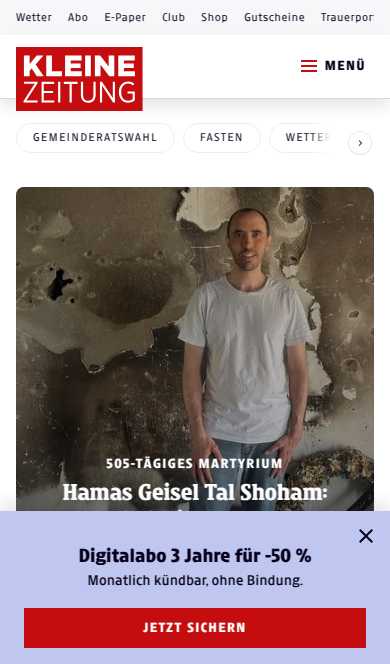 Wetter Abo E-Paper Club Shop Gutscheine Trauerpor
KLEINE
ZEITUNG
MENÜ
GEMEINDERATSWAHL FASTEN WETTER
505-TÄGIGES MARTYRIUM
Hamas Geisel Tal Shoham:
Digitalabo 3 Jahre für -50 %
Monatlich kündbar, ohne Bindung.
JETZT SICHERN